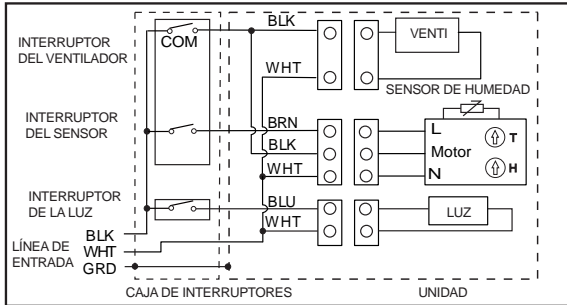 INTERRUPTOR
DEL VENTILADOR
COM
BLK
WHT
VENTI
SENSOR DE HUMEDAD
INTERRUPTOR
DEL SENSOR
BRN
BLK
WHT
L
Motor
N
T
H
INTERRUPTOR
DE LA LUZ
BLU
WHT
LUZ
LÍNEA DE
ENTRADA
BLK
WHT
GRD
CAJA DE INTERRUPTORES
UNIDAD